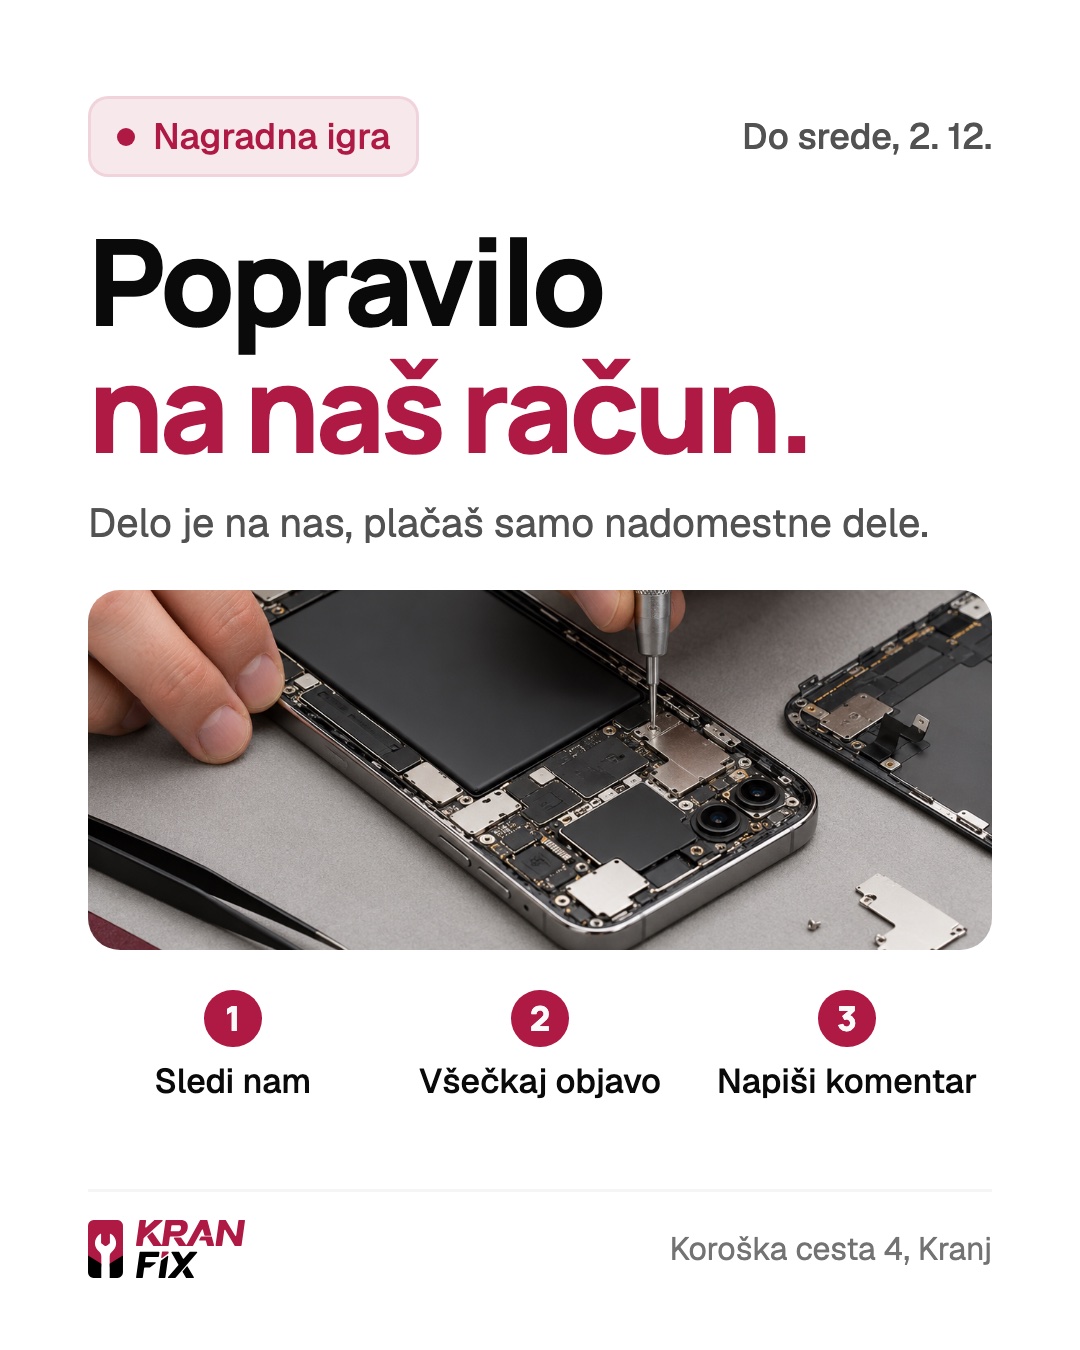 Nagradna igra
Do srede, 2. 12.
Popravilo
na naš račun.
Delo je na nas, plačaš samo nadomestne dele.
1
Sledi nam
2
Všečkaj objavo
3
Napiši komentar
KRAN
FIX
Koroška cesta 4, Kranj